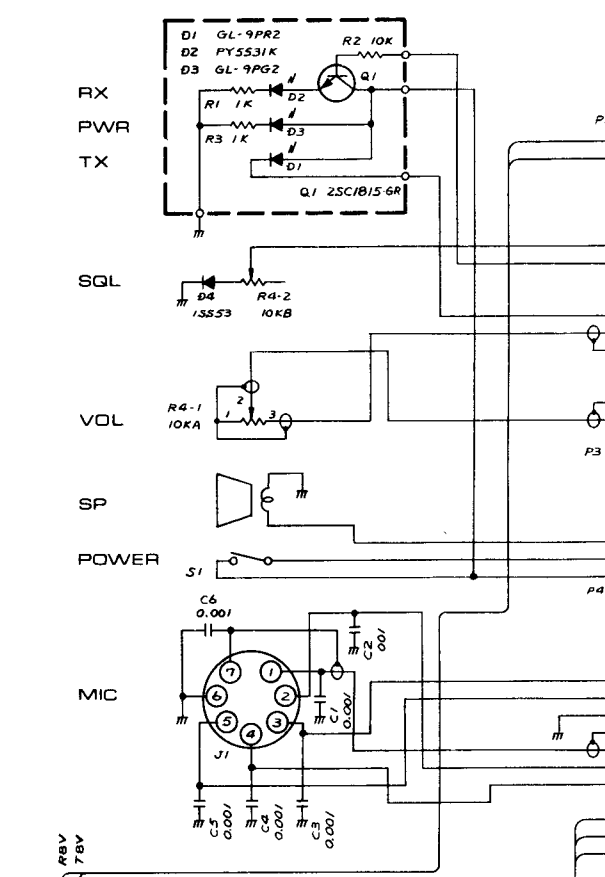 D1 GL-9PR2
D2 PY5531K
D3 GL-9PG2
R2 10K
Q1
RX
R1 1K
D2
PWR
R3 1K
D3
TX
D1
Q1 2SC1815-GR
P
SQL
D4
1SS53
R4-2
10KB
VOL
R4-1
10KA
1
2
3
P3
SP
POWER
S1
P4
C6
0.001
C2
001
MIC
7
1
6
2
5
3
4
J1
C1
0.001
C5
0.001
C4
0.001
C3
0.001
R8V
T8V